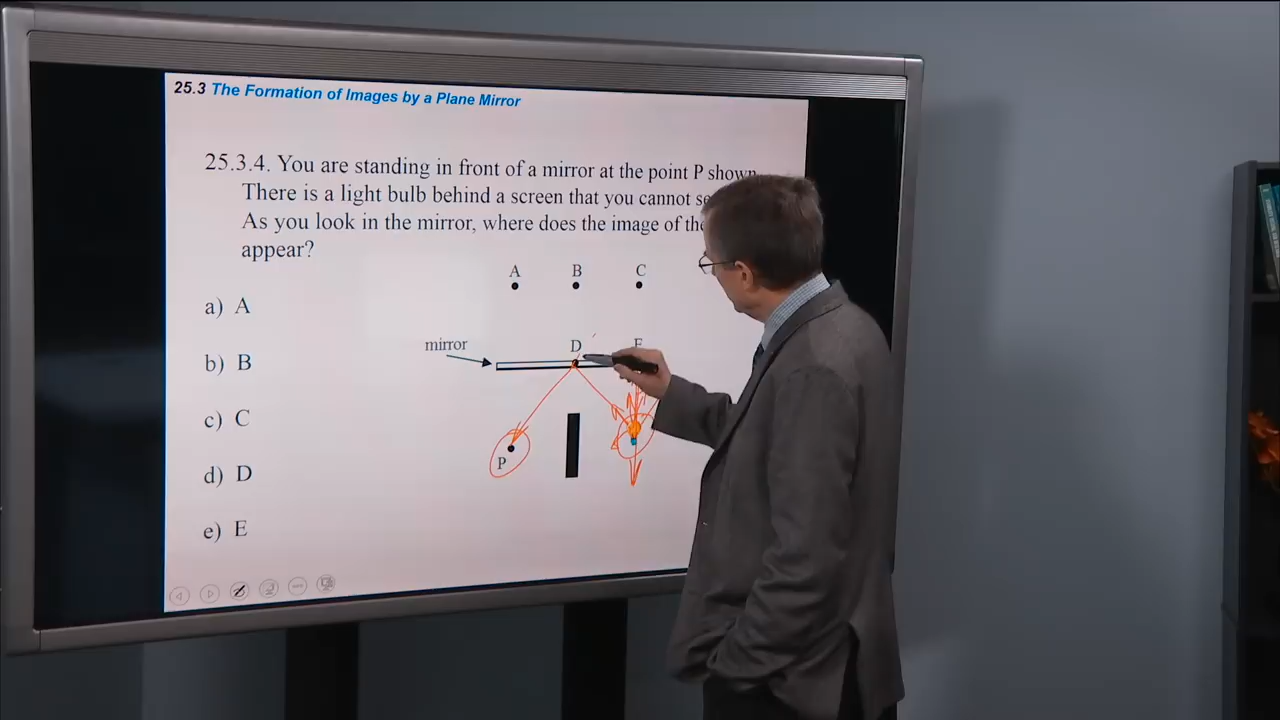 25.3 The Formation of Images by a Plane Mirror
25.3.4. You are standing in front of a mirror at the point P shown
There is a light bulb behind a screen that you cannot
As you look in the mirror, where does the image of
appear?
A B C
a) A
mirror D
b) B
c) C
P
d) D
e) E